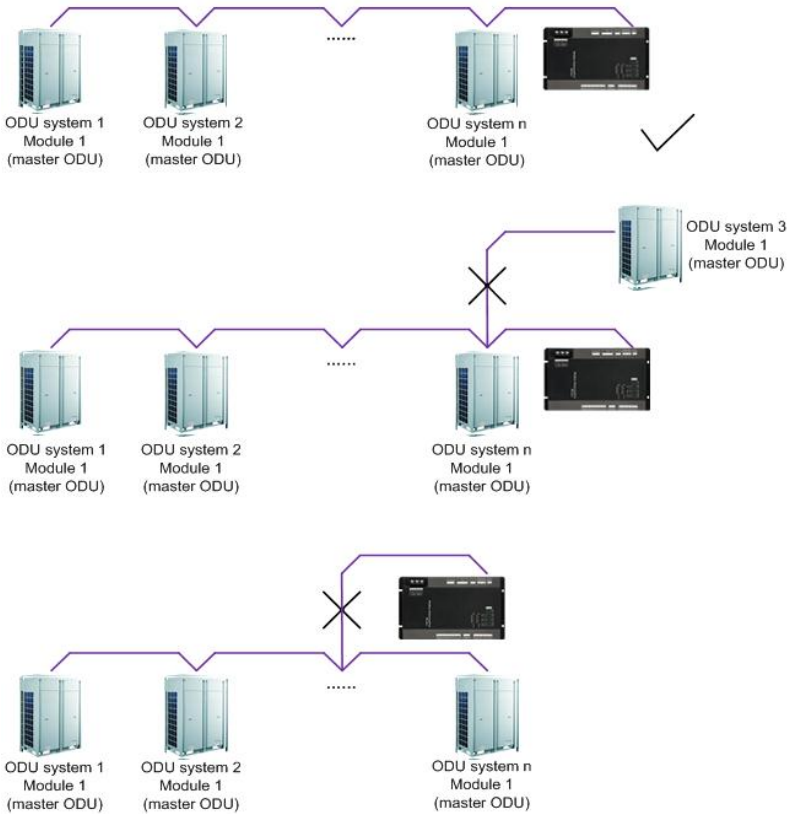 ......
ODU system 1
Module 1
(master ODU)
ODU system 2
Module 1
(master ODU)
ODU system n
Module 1
(master ODU)
ODU system 3
Module 1
(master ODU)
......
ODU system 1
Module 1
(master ODU)
ODU system 2
Module 1
(master ODU)
ODU system n
Module 1
(master ODU)
......
ODU system 1
Module 1
(master ODU)
ODU system 2
Module 1
(master ODU)
ODU system n
Module 1
(master ODU)